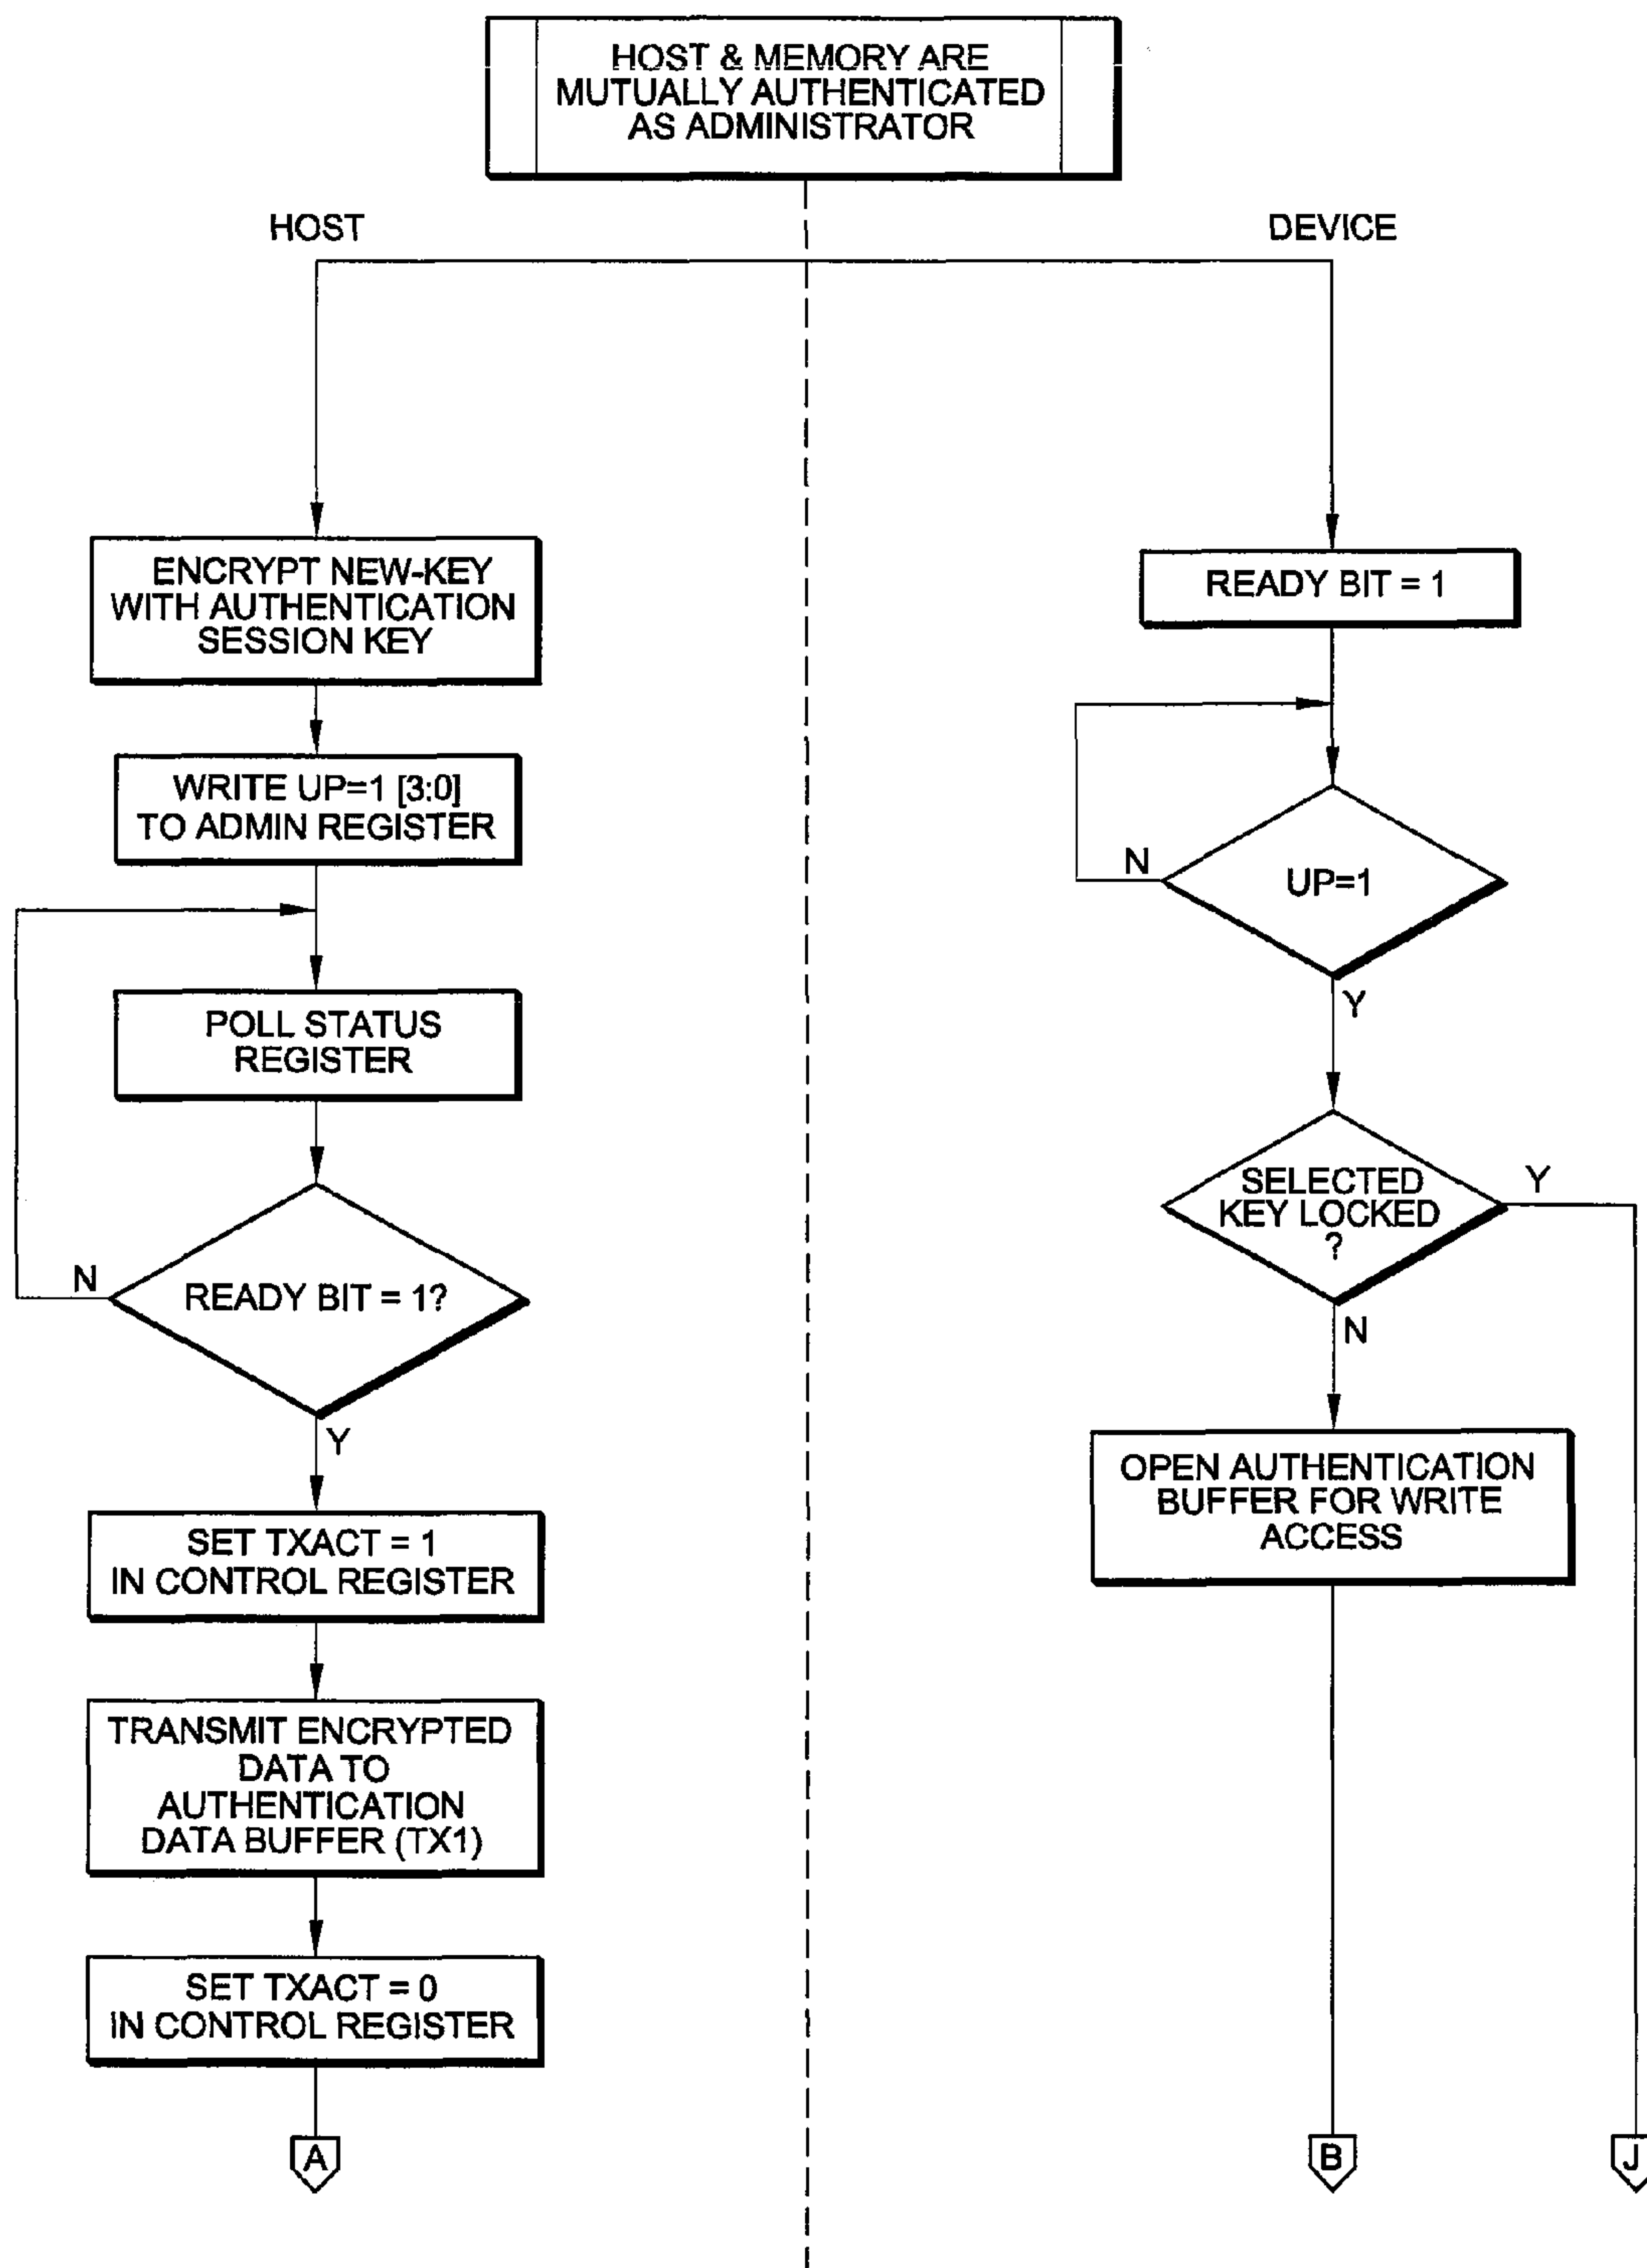 HOST & MEMORY ARE
MUTUALLY AUTHENTICATED
AS ADMINISTRATOR
HOST
DEVICE
ENCRYPT NEW-KEY
WITH AUTHENTICATION
SESSION KEY
WRITE UP=1 [3:0]
TO ADMIN REGISTER
POLL STATUS
REGISTER
N
READY BIT = 1?
Y
SET TXACT = 1
IN CONTROL REGISTER
TRANSMIT ENCRYPTED
DATA TO
AUTHENTICATION
DATA BUFFER (TX1)
SET TXACT = 0
IN CONTROL REGISTER
A
READY BIT = 1
N
UP=1
Y
SELECTED
KEY LOCKED
?
Y
N
OPEN AUTHENTICATION
BUFFER FOR WRITE
ACCESS
B
J